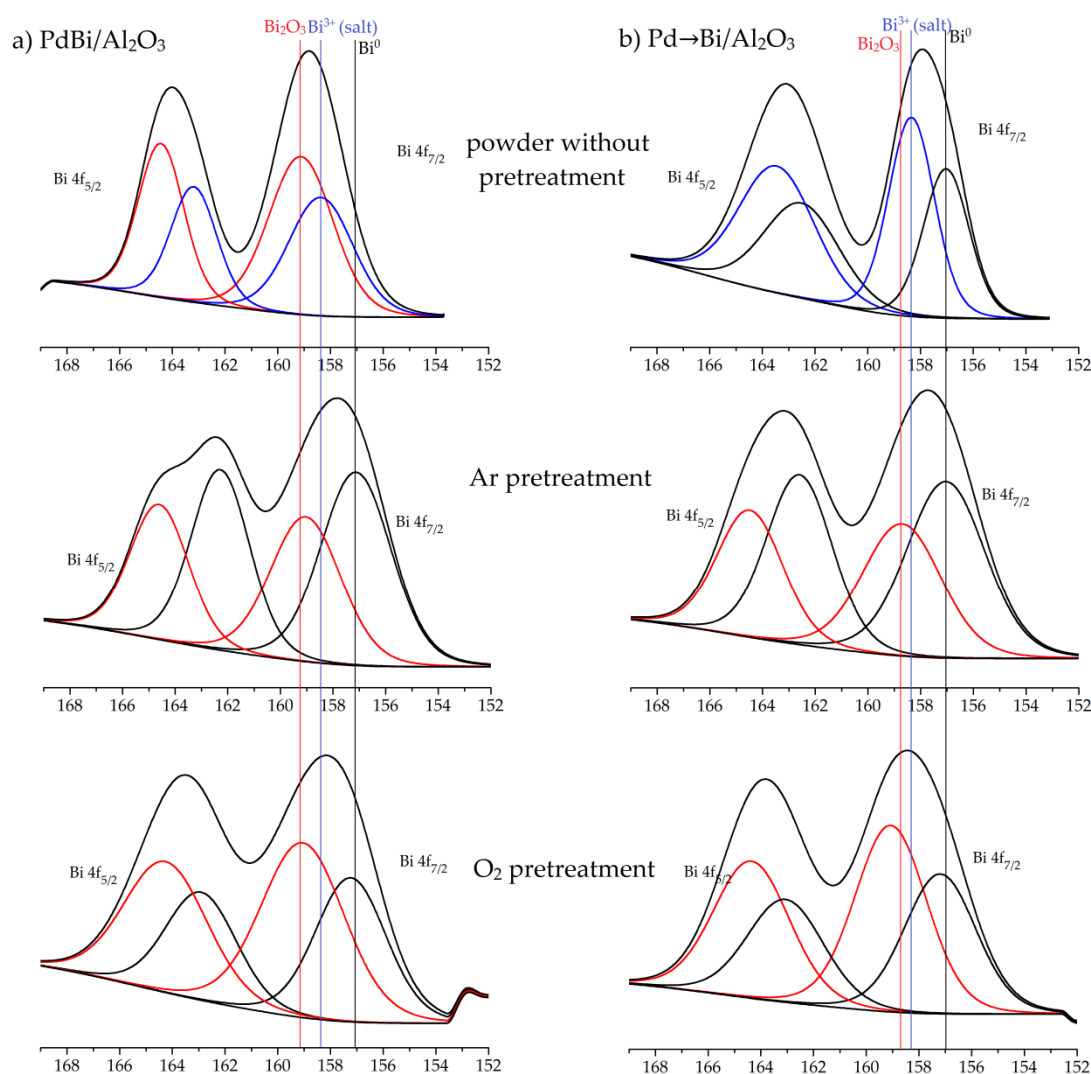 a) PdBi/Al₂O₃
Bi₂O₃ Bi³⁺ (salt)
Bi⁰
b) Pd→Bi/Al₂O₃
Bi³⁺ (salt)
Bi₂O₃
Bi⁰
Bi 4f₅/₂
Bi 4f₇/₂
powder without
pretreatment
Bi 4f₅/₂
Bi 4f₇/₂
168 166 164 162 160 158 156 154 152
168 166 164 162 160 158 156 154 152
Bi 4f₅/₂
Bi 4f₇/₂
Ar pretreatment
Bi 4f₅/₂
Bi 4f₇/₂
168 166 164 162 160 158 156 154 152
168 166 164 162 160 158 156 154 152
Bi 4f₅/₂
Bi 4f₇/₂
O₂ pretreatment
Bi 4f₅/₂
Bi 4f₇/₂
168 166 164 162 160 158 156 154 152
168 166 164 162 160 158 156 154 152